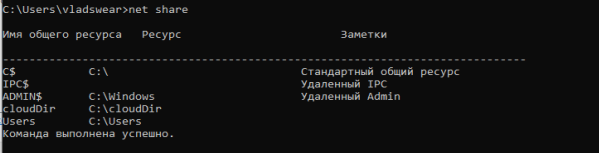 C:\Users\vladswear>net share
Имя общего ресурса Ресурс Заметки
-------------------------------------------------------------------------------
C$ C:\ Стандартный общий ресурс
IPC$ Удаленный IPC
ADMIN$ C:\Windows Удаленный Admin
cloudDir C:\cloudDir
Users C:\Users
Команда выполнена успешно.